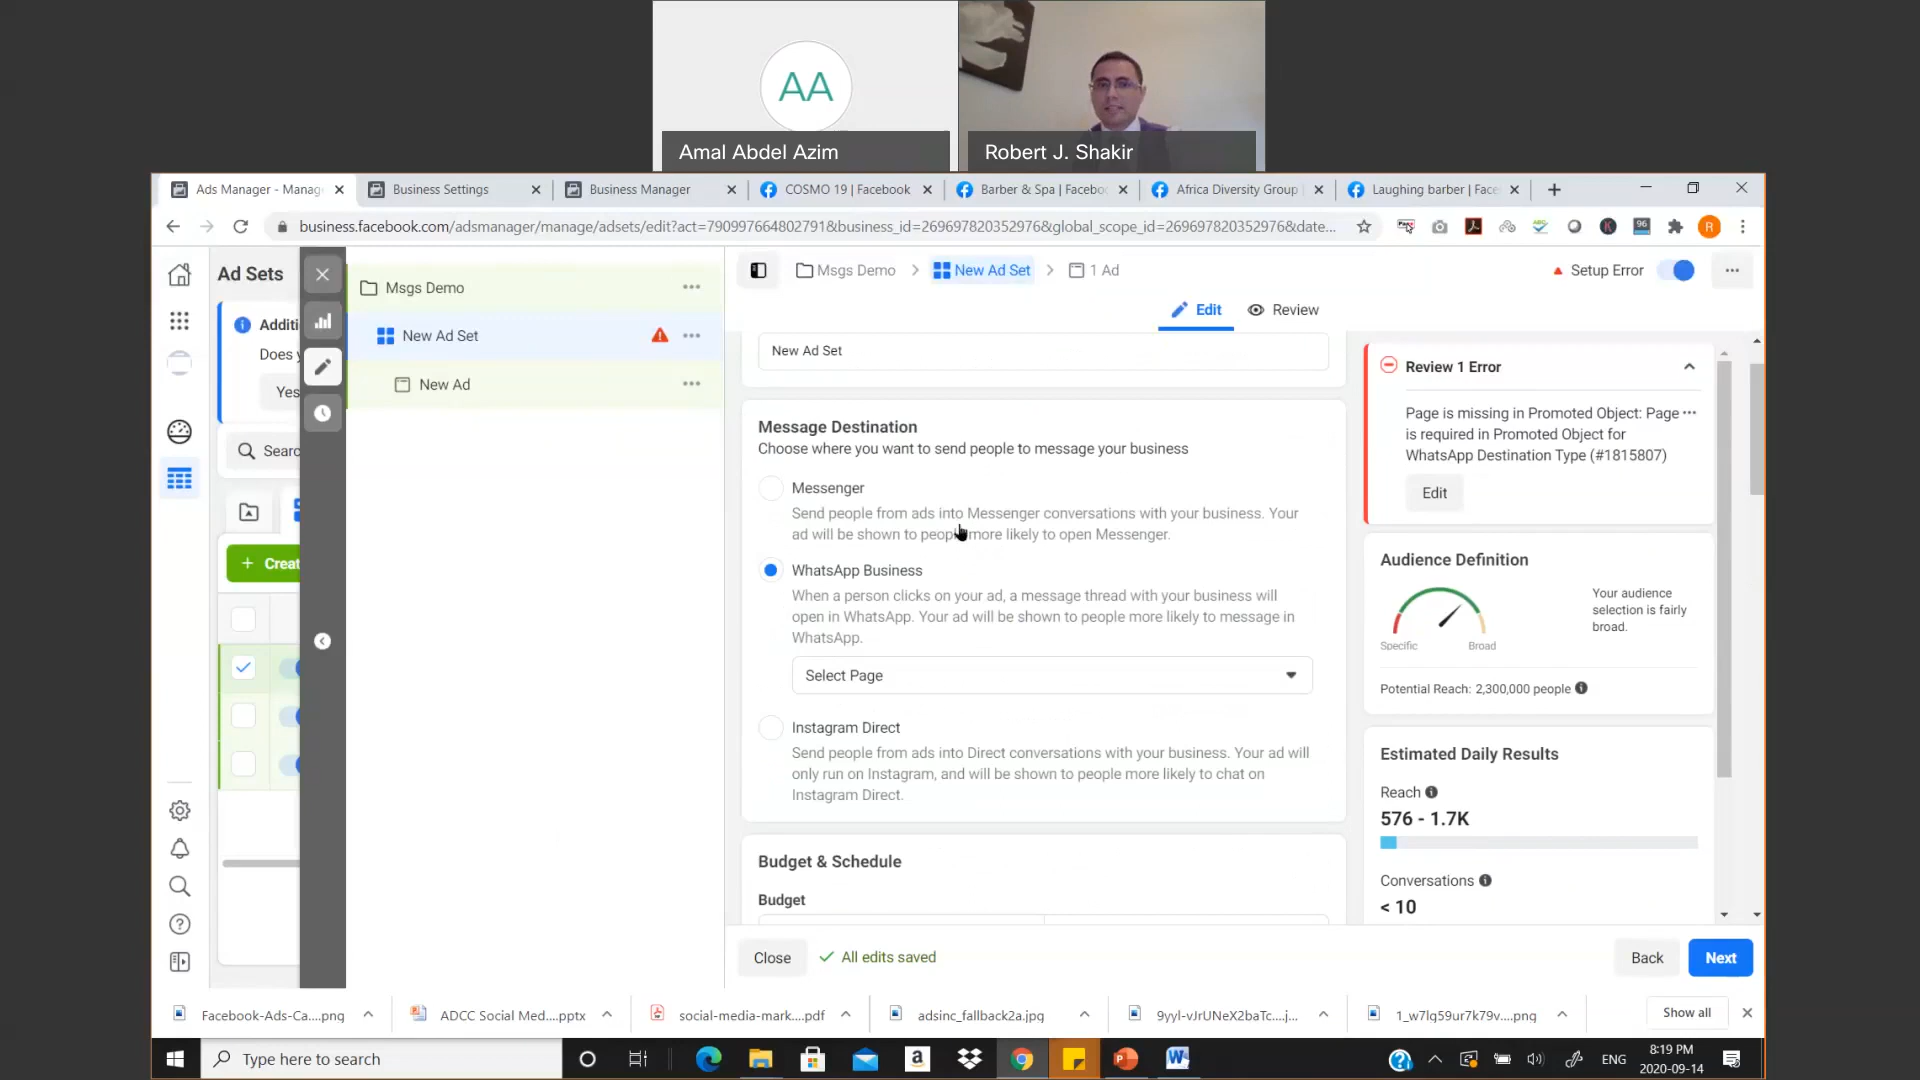 AA
Amal Abdel Azim
Robert J. Shakir
Ads Manager - Manag
Business Settings
Business Manager
COSMO 19 | Facebook
Barber & Spa | Facebo
Africa Diversity Group
Laughing barber | Face
business.facebook.com/adsmanager/manage/adsets/edit?act=790997664802791&business_id=2696978203529​76&global_scope_id=269697820352976&date...
96
R
Ad Sets
Msgs Demo
New Ad Set
1 Ad
Setup Error
Additi
Does y
Yes
Searc
Creat
Msgs Demo
New Ad Set
New Ad
Edit
Review
New Ad Set
Message Destination
Choose where you want to send people to message your business
Messenger
Send people from ads into Messenger conversations with your business. Your
ad will be shown to people more likely to open Messenger.
WhatsApp Business
When a person clicks on your ad, a message thread with your business will
open in WhatsApp. Your ad will be shown to people more likely to message in
WhatsApp.
Select Page
Instagram Direct
Send people from ads into Direct conversations with your business. Your ad will
only run on Instagram, and will be shown to people more likely to chat on
Instagram Direct.
Budget & Schedule
Budget
Review 1 Error
Page is missing in Promoted Object: Page
is required in Promoted Object for
WhatsApp Destination Type (#1815807)
Edit
Audience Definition
Your audience
selection is fairly
broad.
Specific
Broad
Potential Reach: 2,300,000 people
Estimated Daily Results
Reach
576 - 1.7K
Conversations
< 10
Close
All edits saved
Back
Next
Facebook-Ads-Ca....png
ADCC Social Med....pptx
social-media-mark....pdf
adsinc_fallback2a.jpg
9yyl-vJrUNeX2baTc....j...
1_w7lg59ur7k79v....png
Show all
Type here to search
ENG
8:19 PM
2020-09-14